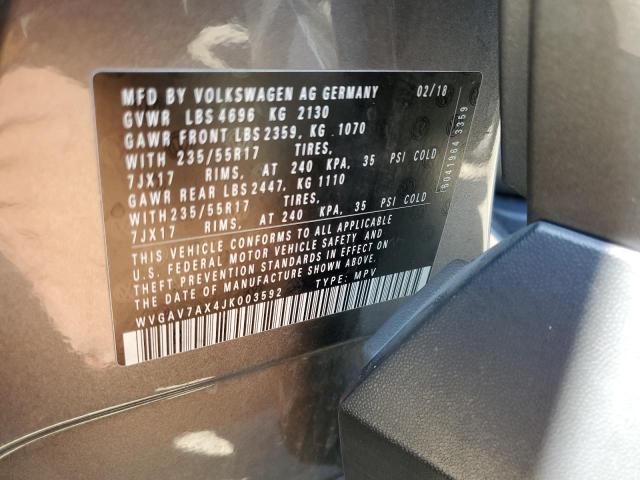 MFD BY VOLKSWAGEN AG GERMANY 02/18
GVWR LBS 4696 KG 2130
GAWR FRONT LBS 2359, KG 1070
WITH 235/55R17 TIRES,
7JX17 RIMS, AT 240 KPA, 35 PSI COLD
GAWR REAR LBS 2447, KG 1110
WITH 235/55R17 TIRES,
7JX17 RIMS, AT 240 KPA, 35 PSI COLD
THIS VEHICLE CONFORMS TO ALL APPLICABLE
U.S. FEDERAL MOTOR VEHICLE SAFETY AND
THEFT PREVENTION STANDARDS IN EFFECT ON
THE DATE OF MANUFACTURE SHOWN ABOVE.
WVGAV7AX4JK003592 TYPE: MPV
8041964 3359